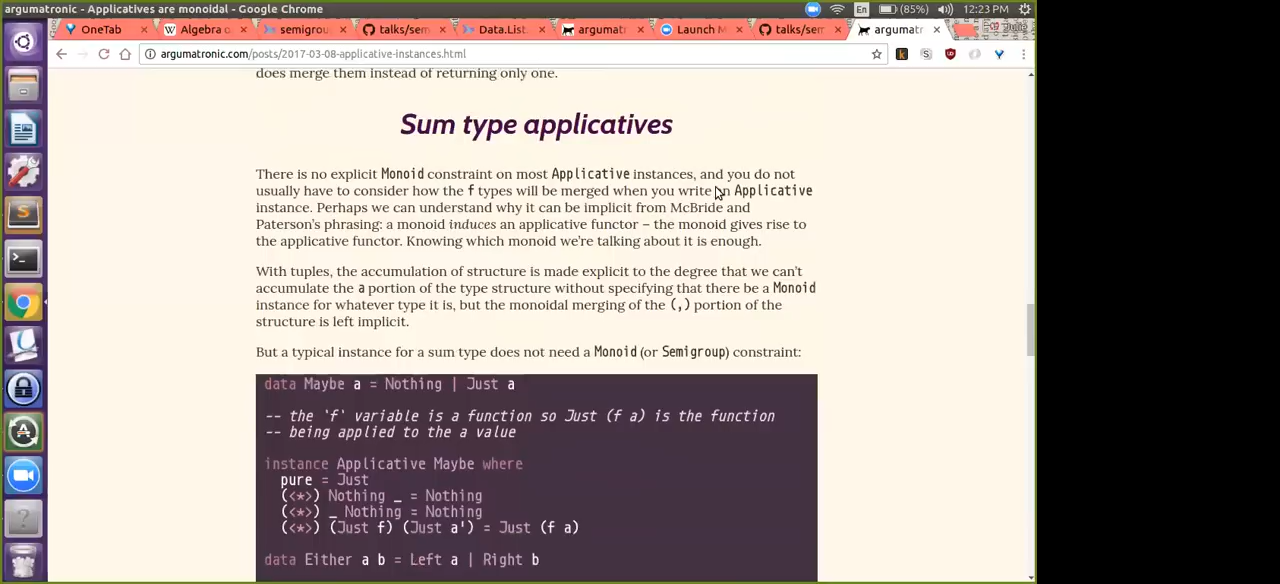 argumatronic - Applicatives are monoidal - Google Chrome
En (85%) 12:23 PM
OneTab × Algebra o × semigrou × talks/sem × Data.List. × argumatr × Launch M × talks/sem × argumatr ×
argumatronic.com/posts/2017-03-08-applicative-instances.html
does merge them instead of returning only one.
Sum type applicatives
There is no explicit Monoid constraint on most Applicative instances, and you do not
usually have to consider how the f types will be merged when you write an Applicative
instance. Perhaps we can understand why it can be implicit from McBride and
Paterson’s phrasing: a monoid induces an applicative functor – the monoid gives rise to
the applicative functor. Knowing which monoid we’re talking about it is enough.
With tuples, the accumulation of structure is made explicit to the degree that we can’t
accumulate the a portion of the type structure without specifying that there be a Monoid
instance for whatever type it is, but the monoidal merging of the (,) portion of the
structure is left implicit.
But a typical instance for a sum type does not need a Monoid (or Semigroup) constraint:
data Maybe a = Nothing | Just a
-- the `f` variable is a function so Just (f a) is the function
-- being applied to the a value
instance Applicative Maybe where
pure = Just
(<*>) Nothing _ = Nothing
(<*>) _ Nothing = Nothing
(<*>) (Just f) (Just a') = Just (f a)
data Either a b = Left a | Right b